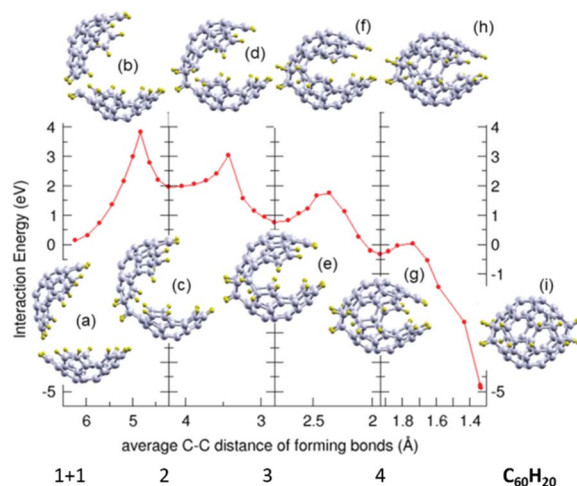 (b) (d) (f) (h)
4 4
3 3
2 2
1 1
0 0
-1
-5 -5
Interaction Energy (eV)
(a) (c) (e) (g) (i)
6 5 4 3 2.5 2 1.8 1.6 1.4
average C-C distance of forming bonds (Å)
1+1 2 3 4 C₆₀H₂₀